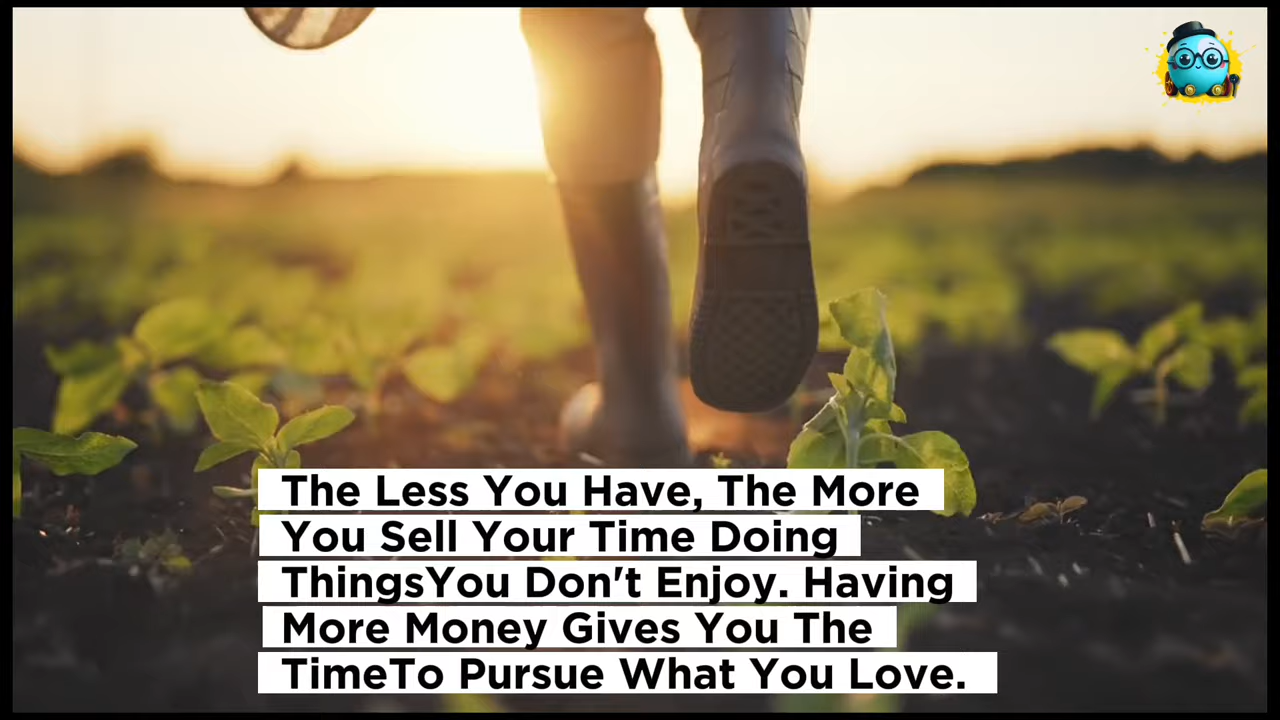 The Less You Have, The More
You Sell Your Time Doing
ThingsYou Don't Enjoy. Having
More Money Gives You The
TimeTo Pursue What You Love.